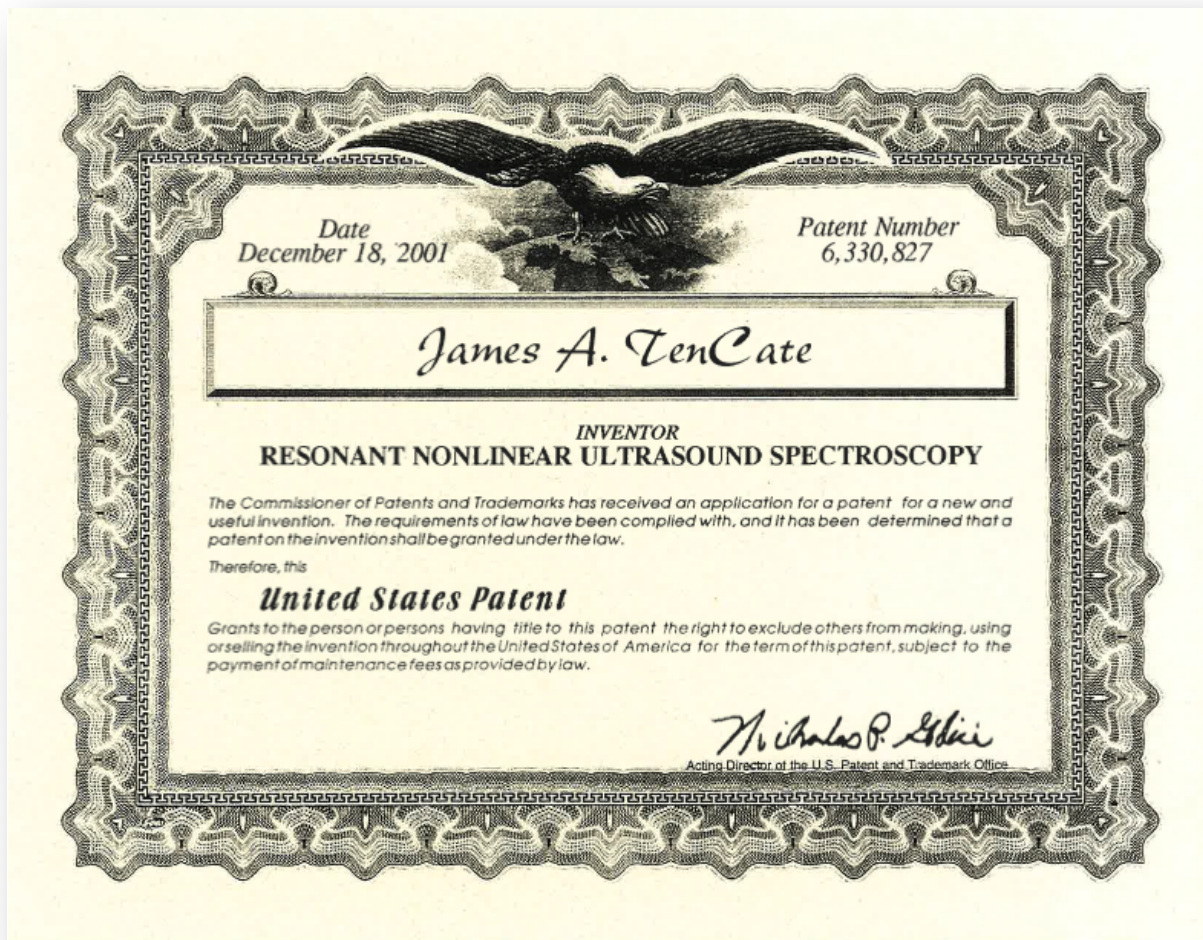 Date
December 18, 2001
Patent Number
6,330,827
James A. TenCate
INVENTOR
RESONANT NONLINEAR ULTRASOUND SPECTROSCOPY
The Commissioner of Patents and Trademarks has received an application for a patent for a new and
useful invention. The requirements of law have been complied with, and it has been determined that a
patent on the invention shall be granted under the law.
Therefore, this
United States Patent
Grants to the person or persons having title to this patent the right to exclude others from making, using
or selling the invention throughout the United States of America for the term of this patent, subject to the
payment of maintenance fees as provided by law.
Nicholas P. Godici
Acting Director of the U.S. Patent and Trademark Office